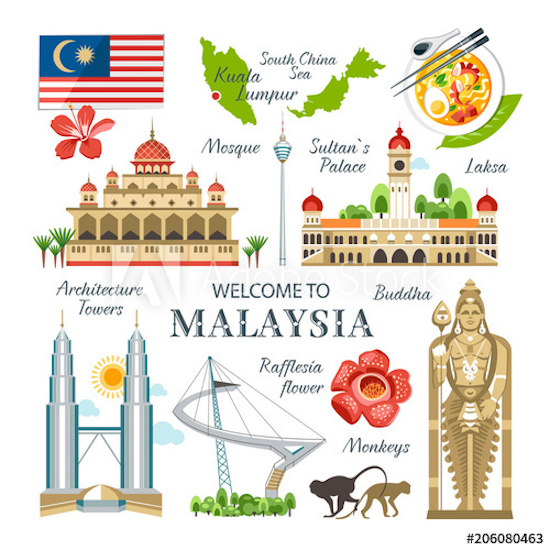 South China
Sea
Kuala
Lumpur
Mosque
Sultan`s
Palace
Laksa
Architecture
Towers
WELCOME TO
MALAYSIA
Buddha
Rafflesia
flower
Monkeys
Adobe Stock
#206080463